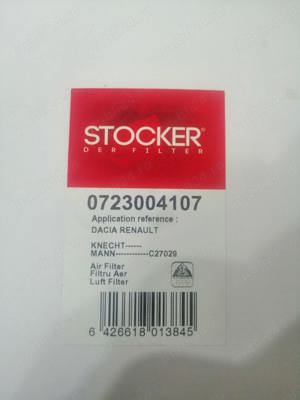 STOCKER®
DER FILTER
0723004107
Application reference :
DACIA RENAULT
KNECHT------
MANN------------C27029
Air Filter
Filtru Aer
Luft Filter
6 426618 013845